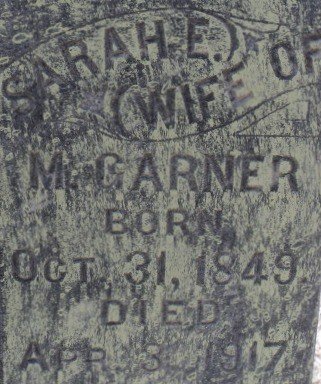 SARAH E.
WIFE OF
M. GARNER
BORN
OCT. 31, 1849.
DIED
APR. 3, 1917.